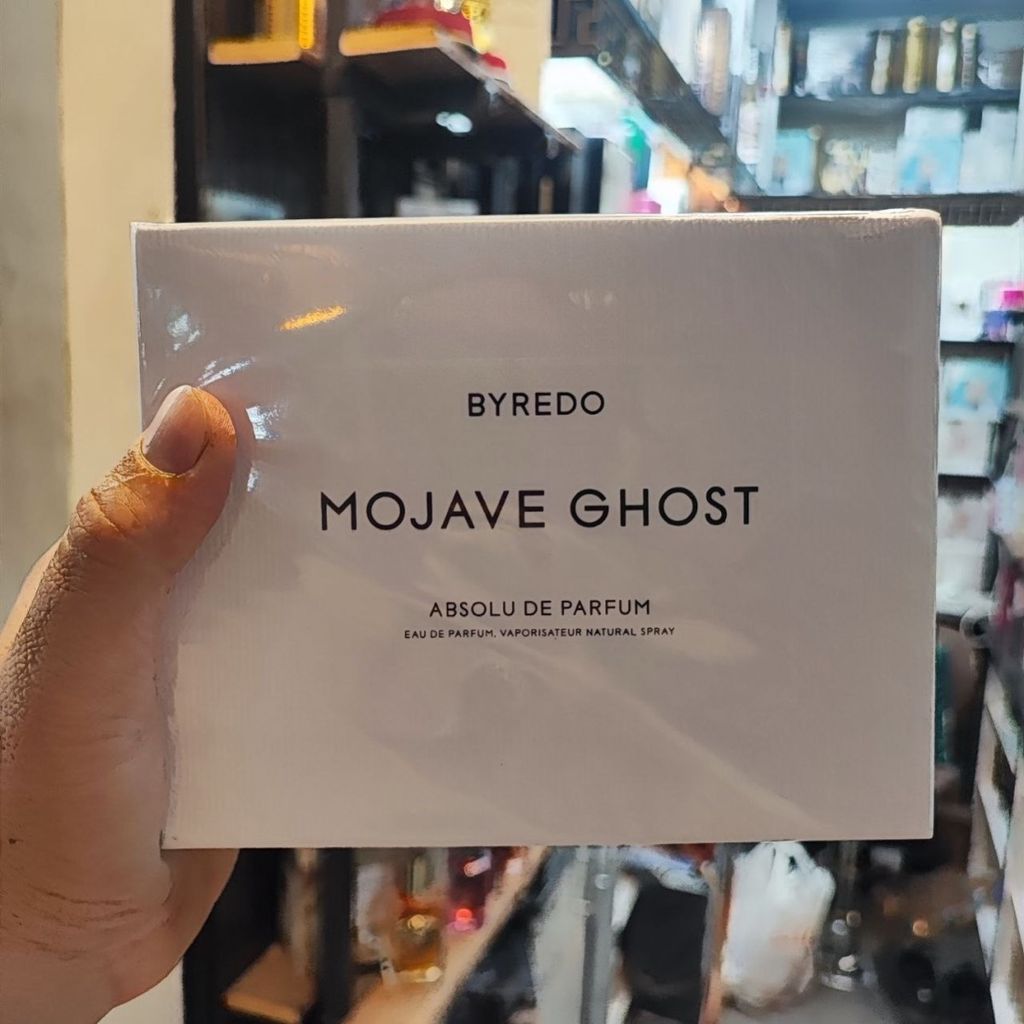 BYREDO
MOJAVE GHOST
ABSOLU DE PARFUM
EAU DE PARFUM, VAPORISATEUR NATURAL SPRAY